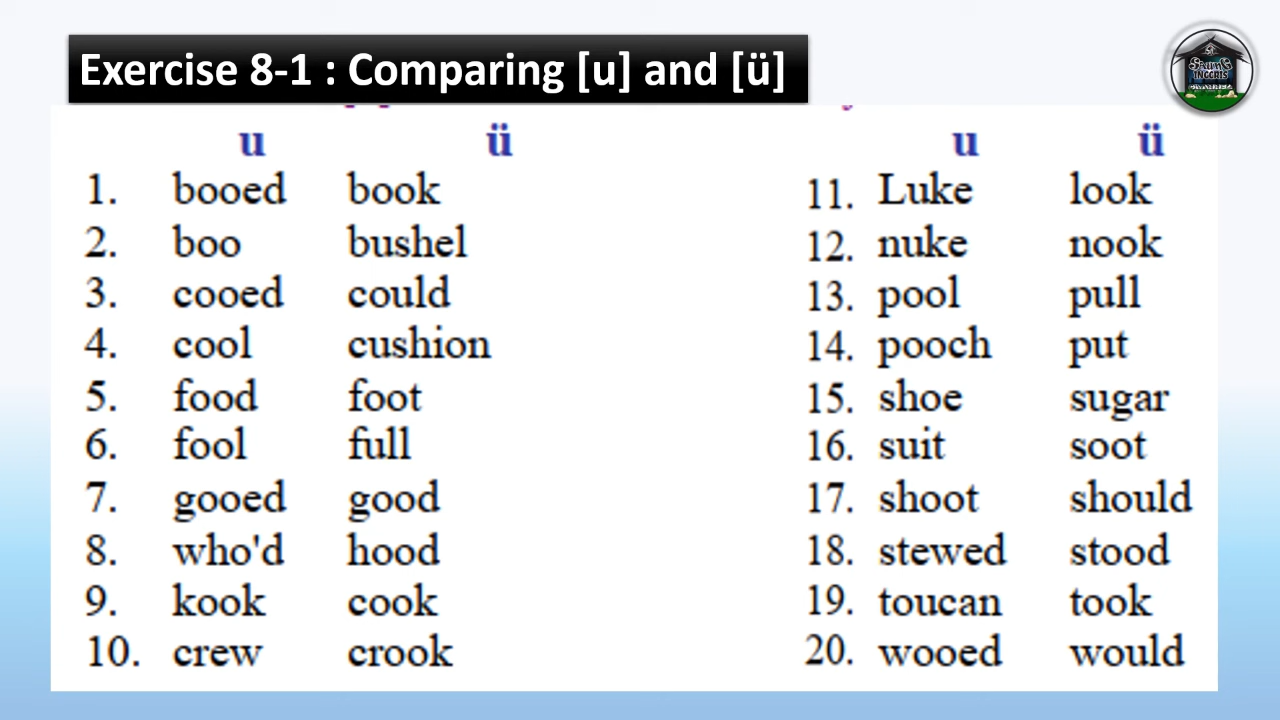 Exercise 8-1 : Comparing [u] and [ü]
SAUNG
INGGRIS
CHANNEL
u ü
1. booed book
2. boo bushel
3. cooed could
4. cool cushion
5. food foot
6. fool full
7. gooed good
8. who'd hood
9. kook cook
10. crew crook
u ü
11. Luke look
12. nuke nook
13. pool pull
14. pooch put
15. shoe sugar
16. suit soot
17. shoot should
18. stewed stood
19. toucan took
20. wooed would